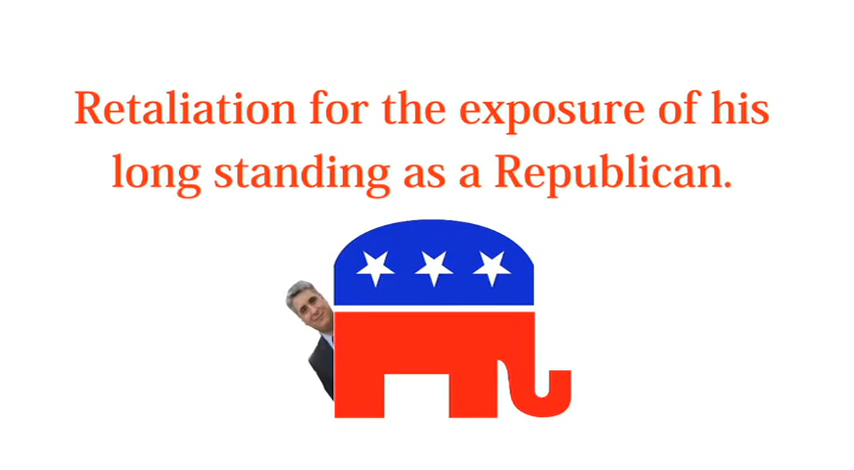 Retaliation for the exposure of his
long standing as a Republican.